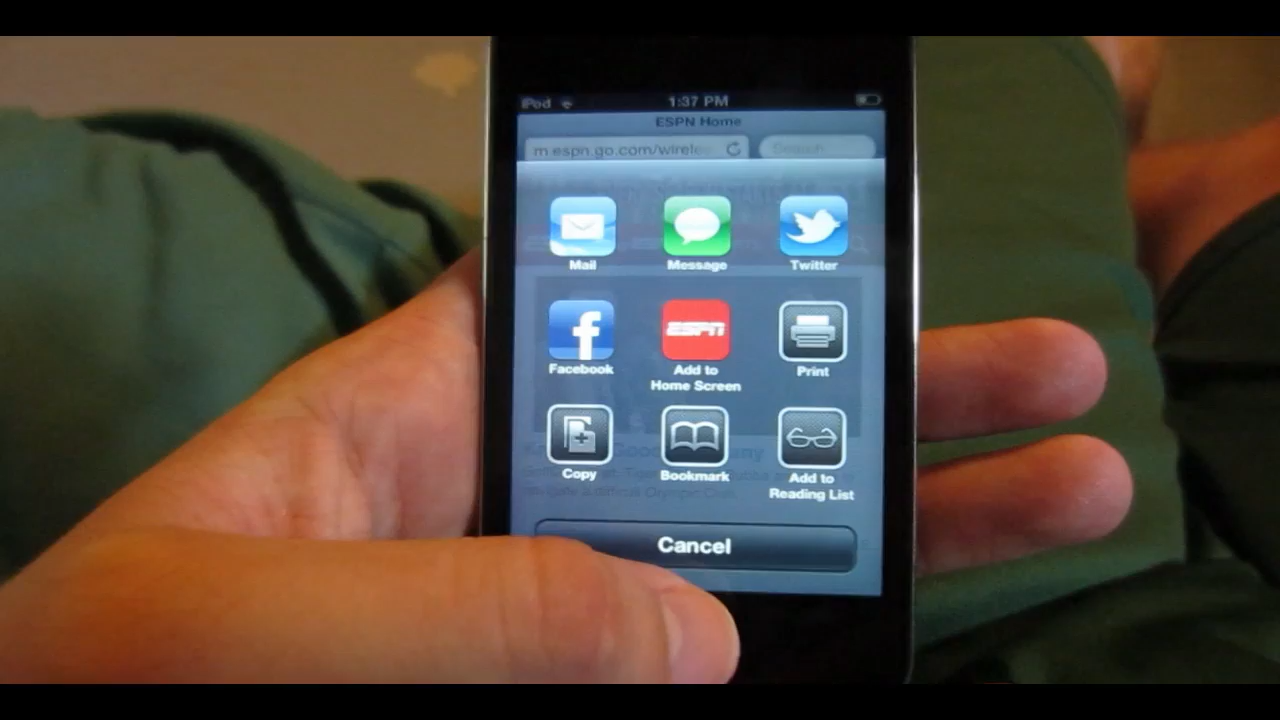 iPod 1:37 PM
ESPN Home
m.espn.go.com/wirele
Search
Mail Message Twitter
Facebook ESPN Print
Add to
Home Screen
Copy Bookmark Add to
Reading List
Cancel